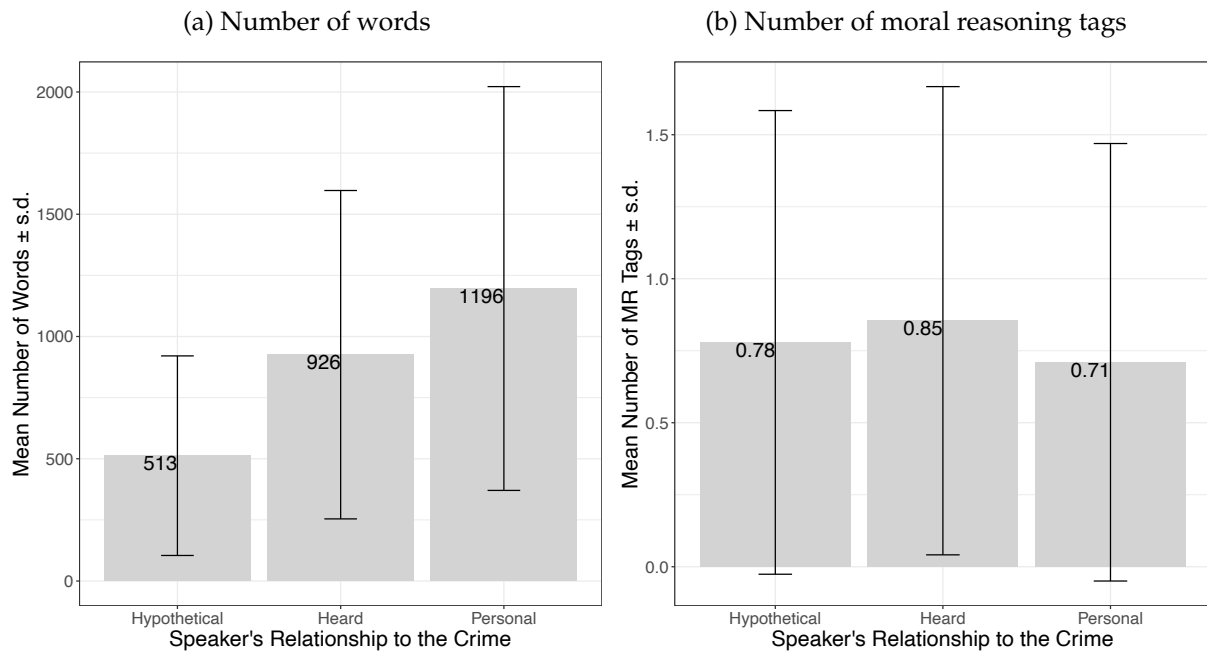 (a) Number of words
2000
1500
1000
500
0
Mean Number of Words ± s.d.
513
926
1196
Hypothetical Heard Personal
Speaker's Relationship to the Crime
(b) Number of moral reasoning tags
1.5
1.0
0.5
0.0
Mean Number of MR Tags ± s.d.
0.78
0.85
0.71
Hypothetical Heard Personal
Speaker's Relationship to the Crime